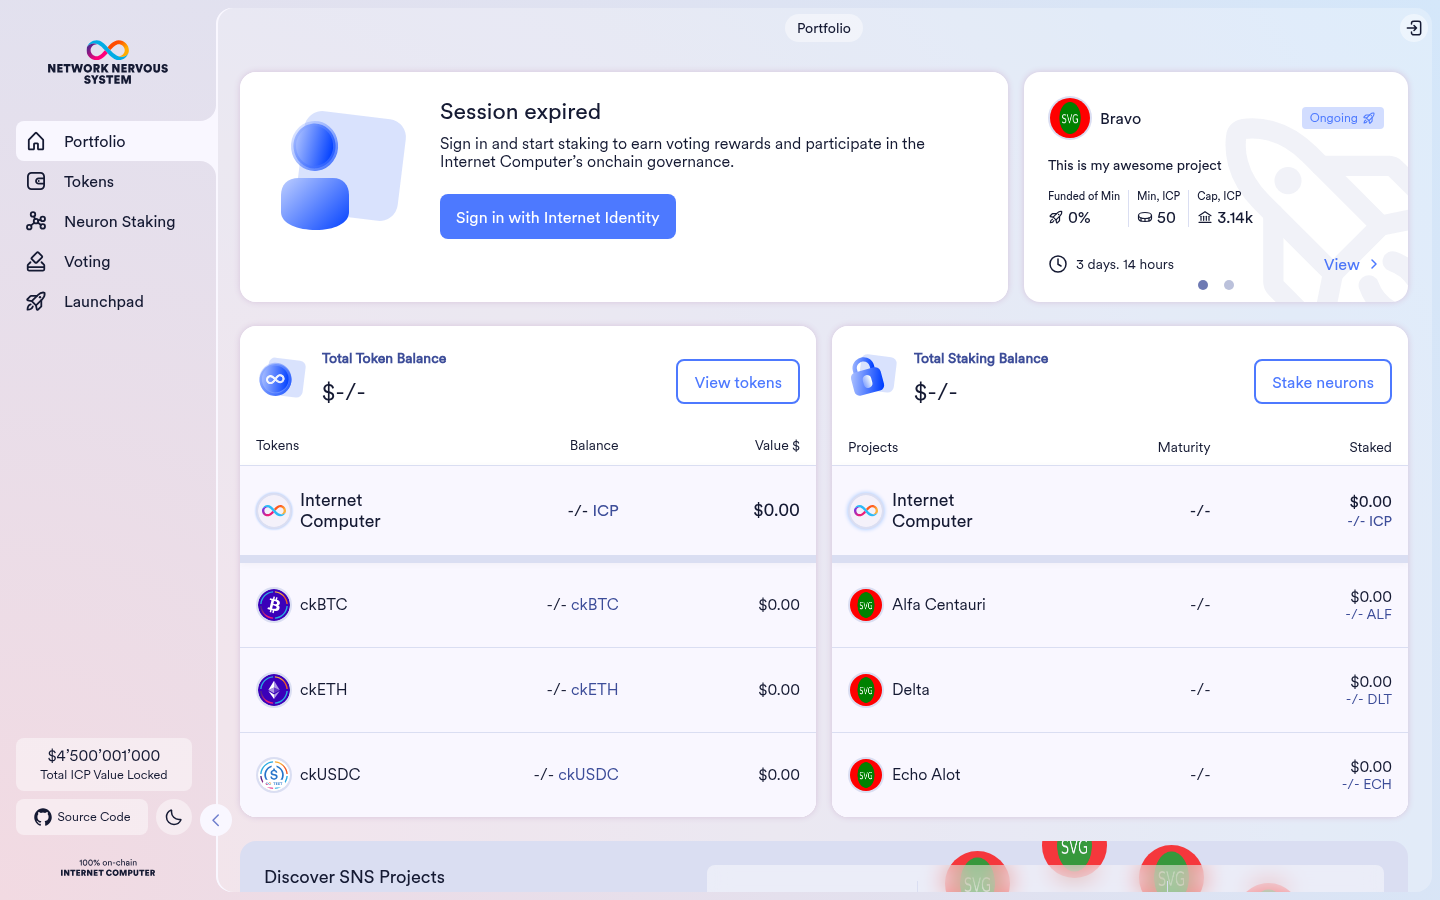 NETWORK NERVOUS
SYSTEM
Portfolio
Tokens
Neuron Staking
Voting
Launchpad
$4’500’001’000
Total ICP Value Locked
Source Code
100% on-chain
INTERNET COMPUTER
Portfolio
Session expired
Sign in and start staking to earn voting rewards and participate in the
Internet Computer’s onchain governance.
Sign in with Internet Identity
SVG
Bravo
Ongoing
This is my awesome project
Funded of Min
Min, ICP
Cap, ICP
0%
50
3.14k
3 days. 14 hours
View
Total Token Balance
$-/-
View tokens
Tokens Balance Value $
Internet
Computer
-/- ICP
$0.00
ckBTC -/- ckBTC $0.00
ckETH -/- ckETH $0.00
ckUSDC -/- ckUSDC $0.00
Total Staking Balance
$-/-
Stake neurons
Projects Maturity Staked
Internet
Computer
-/-
$0.00
-/- ICP
SVG
Alfa Centauri -/- $0.00
-/- ALF
SVG
Delta -/- $0.00
-/- DLT
SVG
Echo Alot -/- $0.00
-/- ECH
Discover SNS Projects
SVG
SVG
SVG